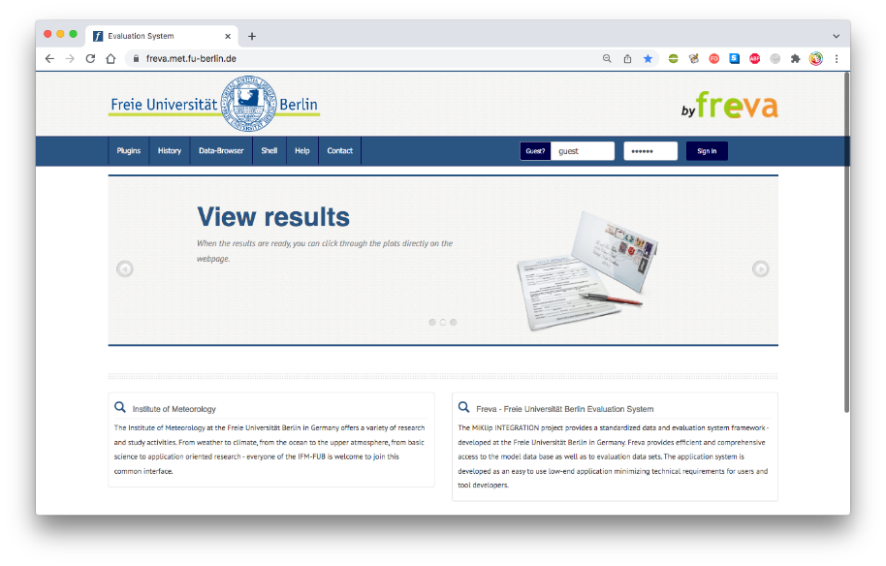 Evaluation System
freva.met.fu-berlin.de
Freie Universität Berlin
by freva
Plugins History Data-Browser Shell Help Contact Guest? guest •••••• Sign in
View results
When the results are ready, you can click through the plots directly on the
webpage.
Institute of Meteorology
The Institute of Meteorology at the Freie Universität Berlin in Germany offers a variety of research
and study activities. From weather to climate, from the ocean to the upper atmosphere, from basic
science to application oriented research - everyone of the IFM-FUB is welcome to join this
common interface.
Freva - Freie Universität Berlin Evaluation System
The MiKlip INTEGRATION project provides a standardized data and evaluation system framework -
developed at the Freie Universität Berlin in Germany. Freva provides efficient and comprehensive
access to the model data base as well as to evaluation data sets. The application system is
developed as an easy to use low-end application minimizing technical requirements for users and
tool developers.